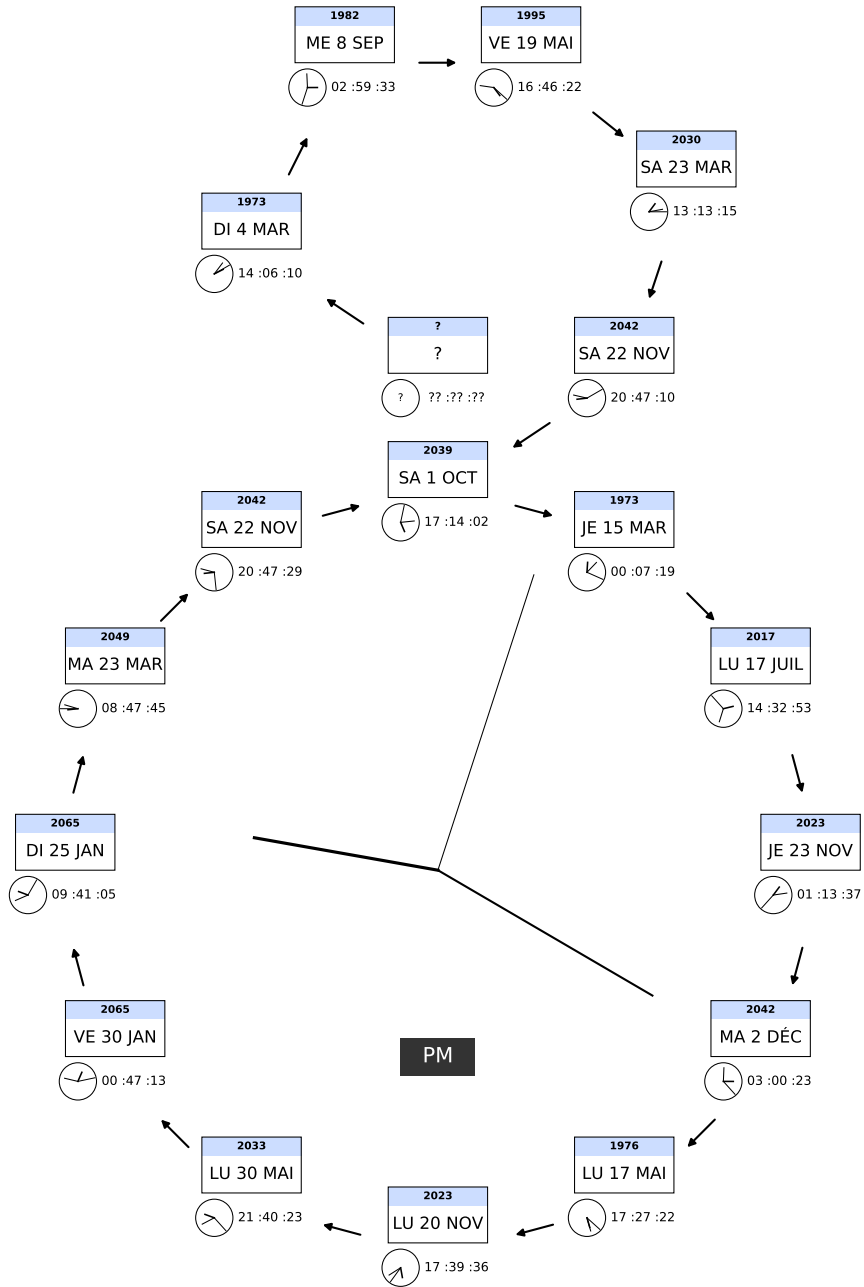 1982
ME 8 SEP
02 :59 :33
1995
VE 19 MAI
16 :46 :22
2030
SA 23 MAR
13 :13 :15
1973
DI 4 MAR
14 :06 :10
?
?
?
?? :?? :??
2042
SA 22 NOV
20 :47 :10
2039
SA 1 OCT
17 :14 :02
2042
SA 22 NOV
20 :47 :29
1973
JE 15 MAR
00 :07 :19
2049
MA 23 MAR
08 :47 :45
2017
LU 17 JUIL
14 :32 :53
2065
DI 25 JAN
09 :41 :05
2023
JE 23 NOV
01 :13 :37
2065
VE 30 JAN
00 :47 :13
2042
MA 2 DÉC
03 :00 :23
PM
2033
LU 30 MAI
21 :40 :23
1976
LU 17 MAI
17 :27 :22
2023
LU 20 NOV
17 :39 :36